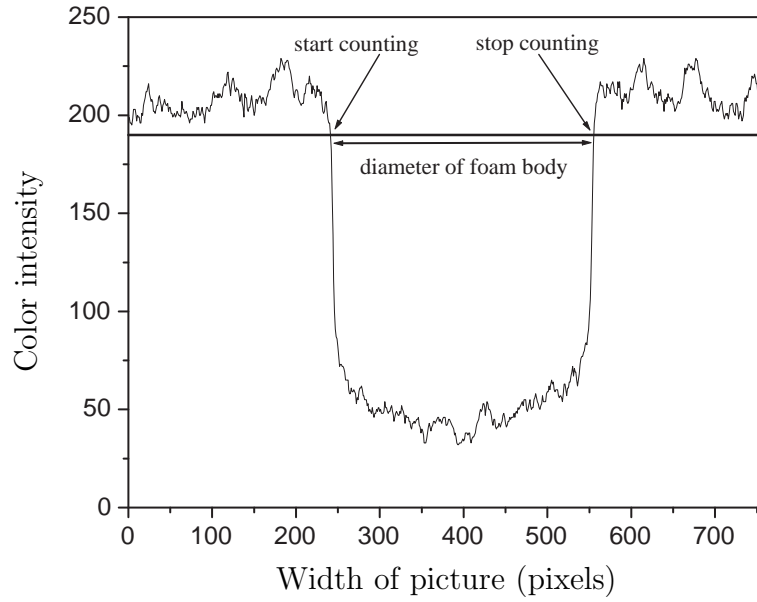 250
start counting
stop counting
200
diameter of foam body
150
100
50
0
0 100 200 300 400 500 600 700
Color intensity
Width of picture (pixels)